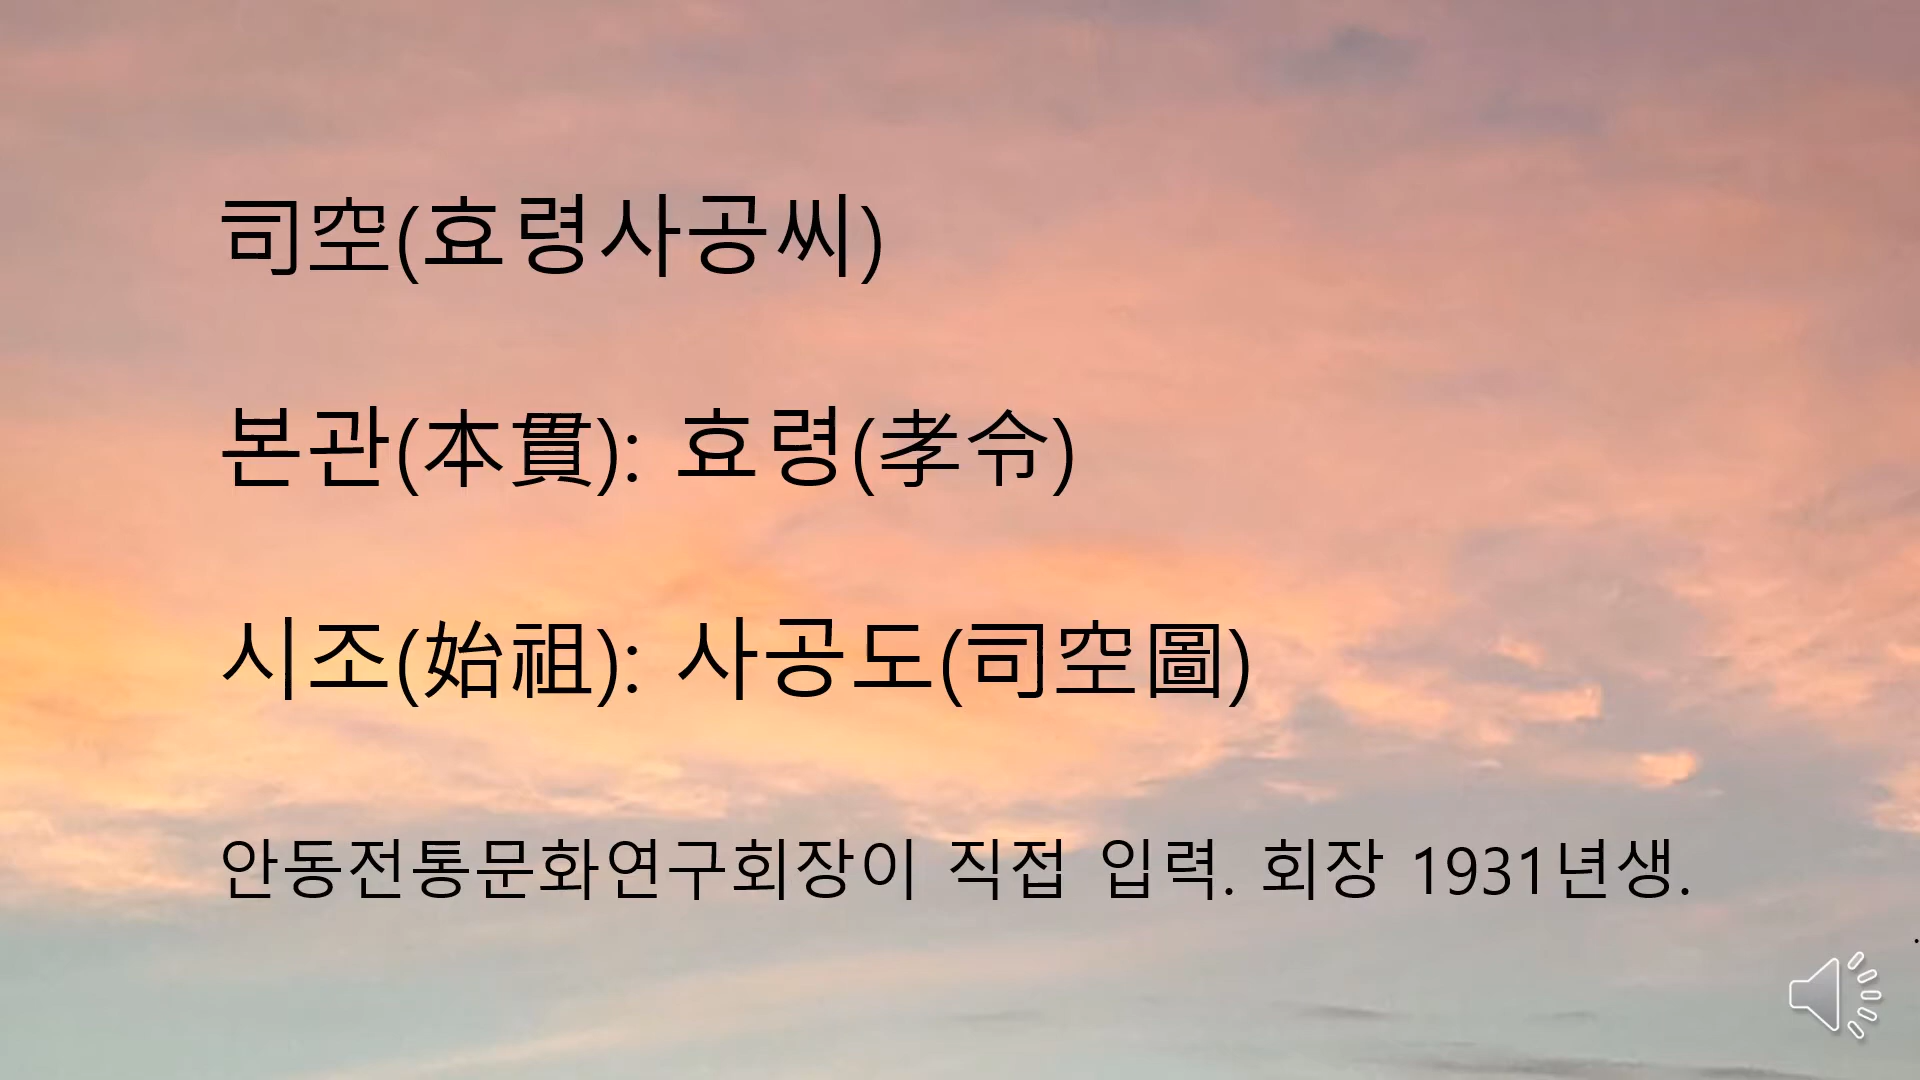 司空(효령사공씨)
본관(本貫): 효령(孝令)
시조(始祖): 사공도(司空圖)
안동전통문화연구회장이 직접 입력. 회장 1931년생.
.